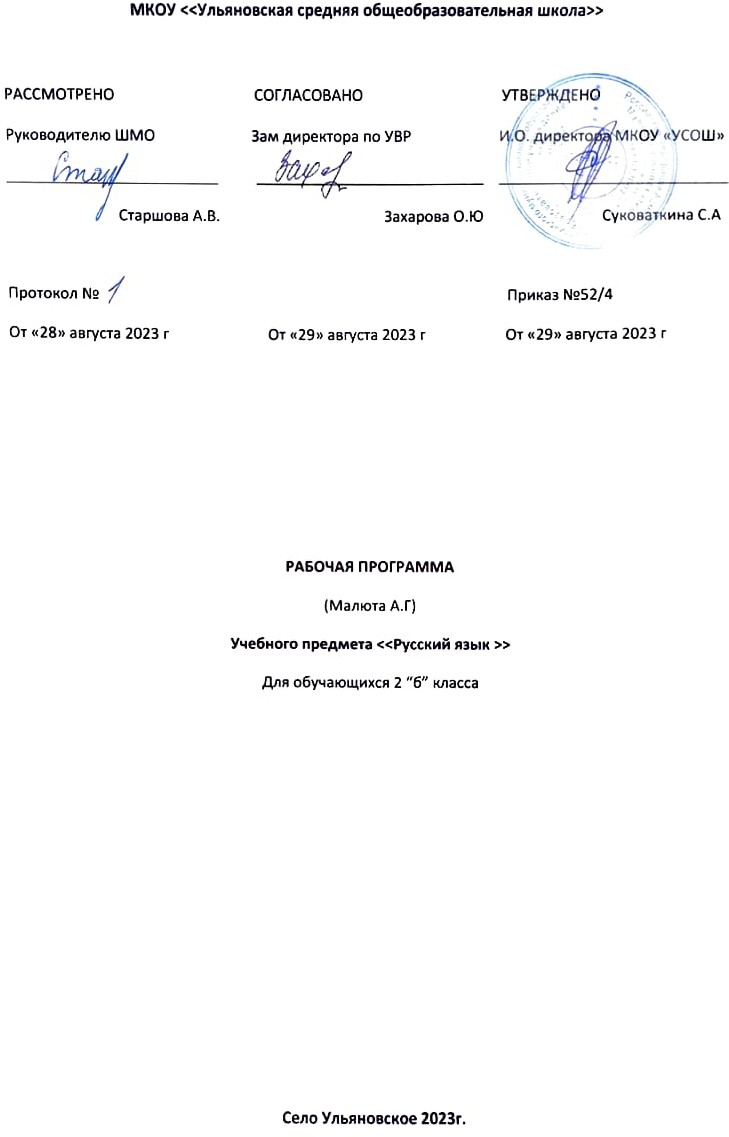 МКОУ <<Ульяновская средняя общеобразовательная школа>>
РАССМОТРЕНО СОГЛАСОВАНО УТВЕРЖДЕНО
Руководителю ШМО Зам директора по УВР И.О. директора МКОУ «УСОШ»
Старшова А.В. Захарова О.Ю Суковаткина С.А
Протокол № 1 Приказ №52/4
От «28» августа 2023 г От «29» августа 2023 г От «29» августа 2023 г
РАБОЧАЯ ПРОГРАММА
(Малюта А.Г)
Учебного предмета <<Русский язык >>
Для обучающихся 2 “б” класса
Село Ульяновское 2023г.